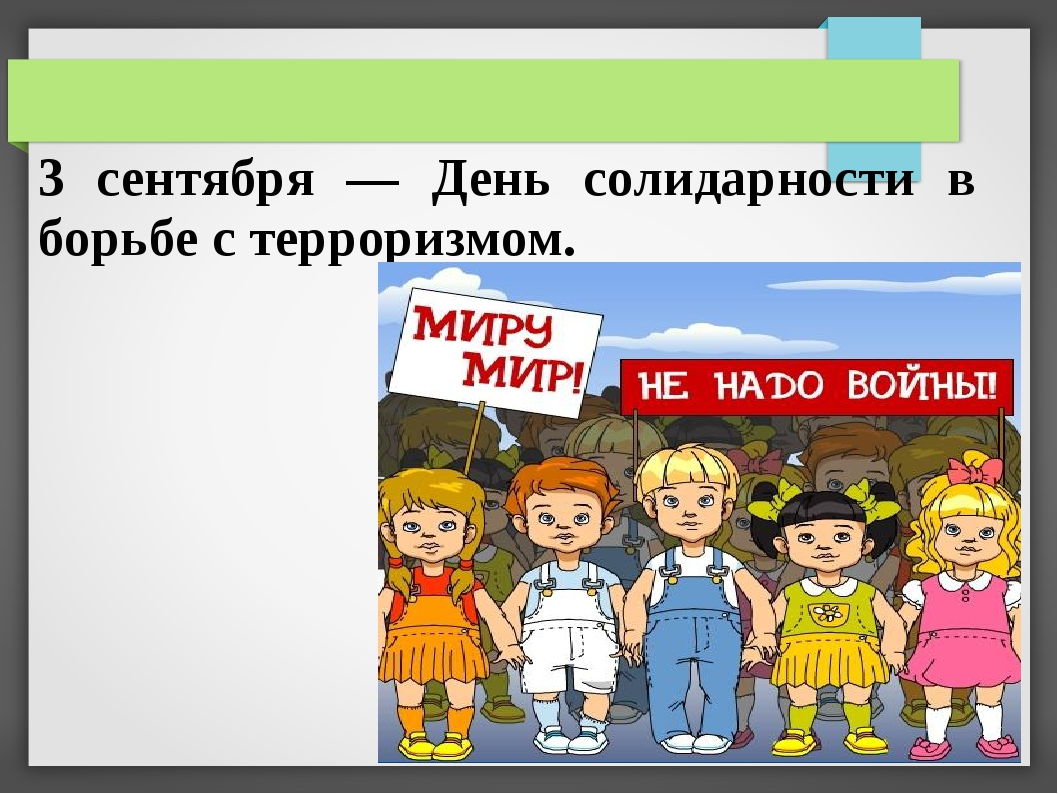 3 сентября — День солидарности в
борьбе с терроризмом.
МИРУ
МИР!
НЕ НАДО ВОЙНЫ!